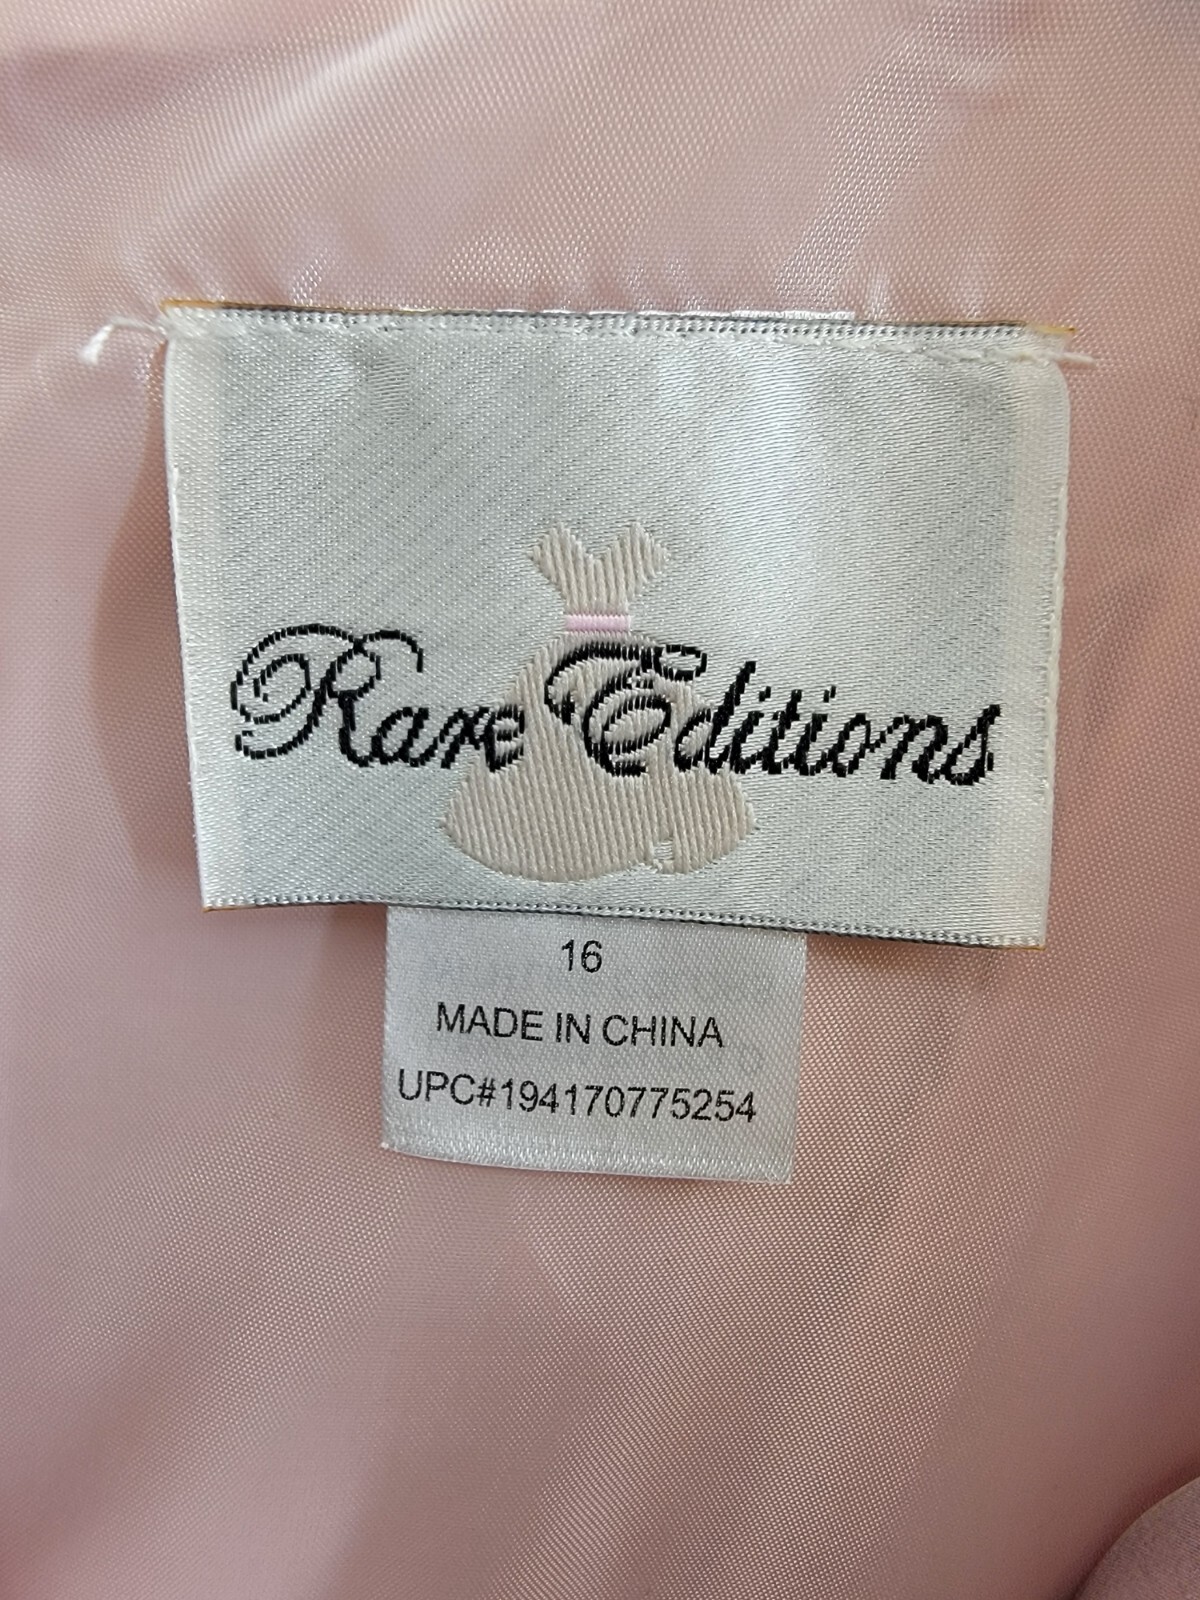 Rare Editions
16
MADE IN CHINA
UPC#194170775254